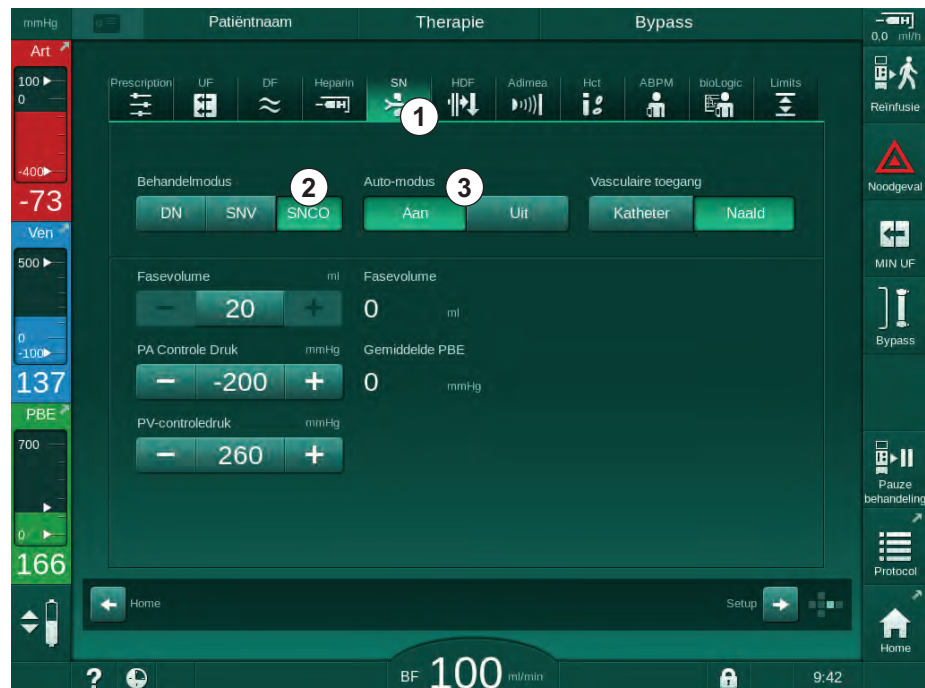 mmHg Patiëntnaam Therapie Bypass 0,0 ml/h
Art
100
0
-400
-73
Ven
500
0
-100
137
PBE
700
0
166
Prescription UF DF Heparin SN HDF Adimea Hct ABPM bioLogic Limits
1
Behandelmodus 2 Auto-modus 3 Vasculaire toegang
DN SNV SNCO Aan Uit Katheter Naald
Fasevolume ml Fasevolume
− 20 + 0 ml
PA Controle Druk mmHg Gemiddelde PBE
− -200 + 0 mmHg
PV-controledruk mmHg
− 260 +
Home Setup
Reïnfusie
Noodgeval
MIN UF
Bypass
Pauze
behandeling
Protocol
Home
? BF 100 ml/min 9:42